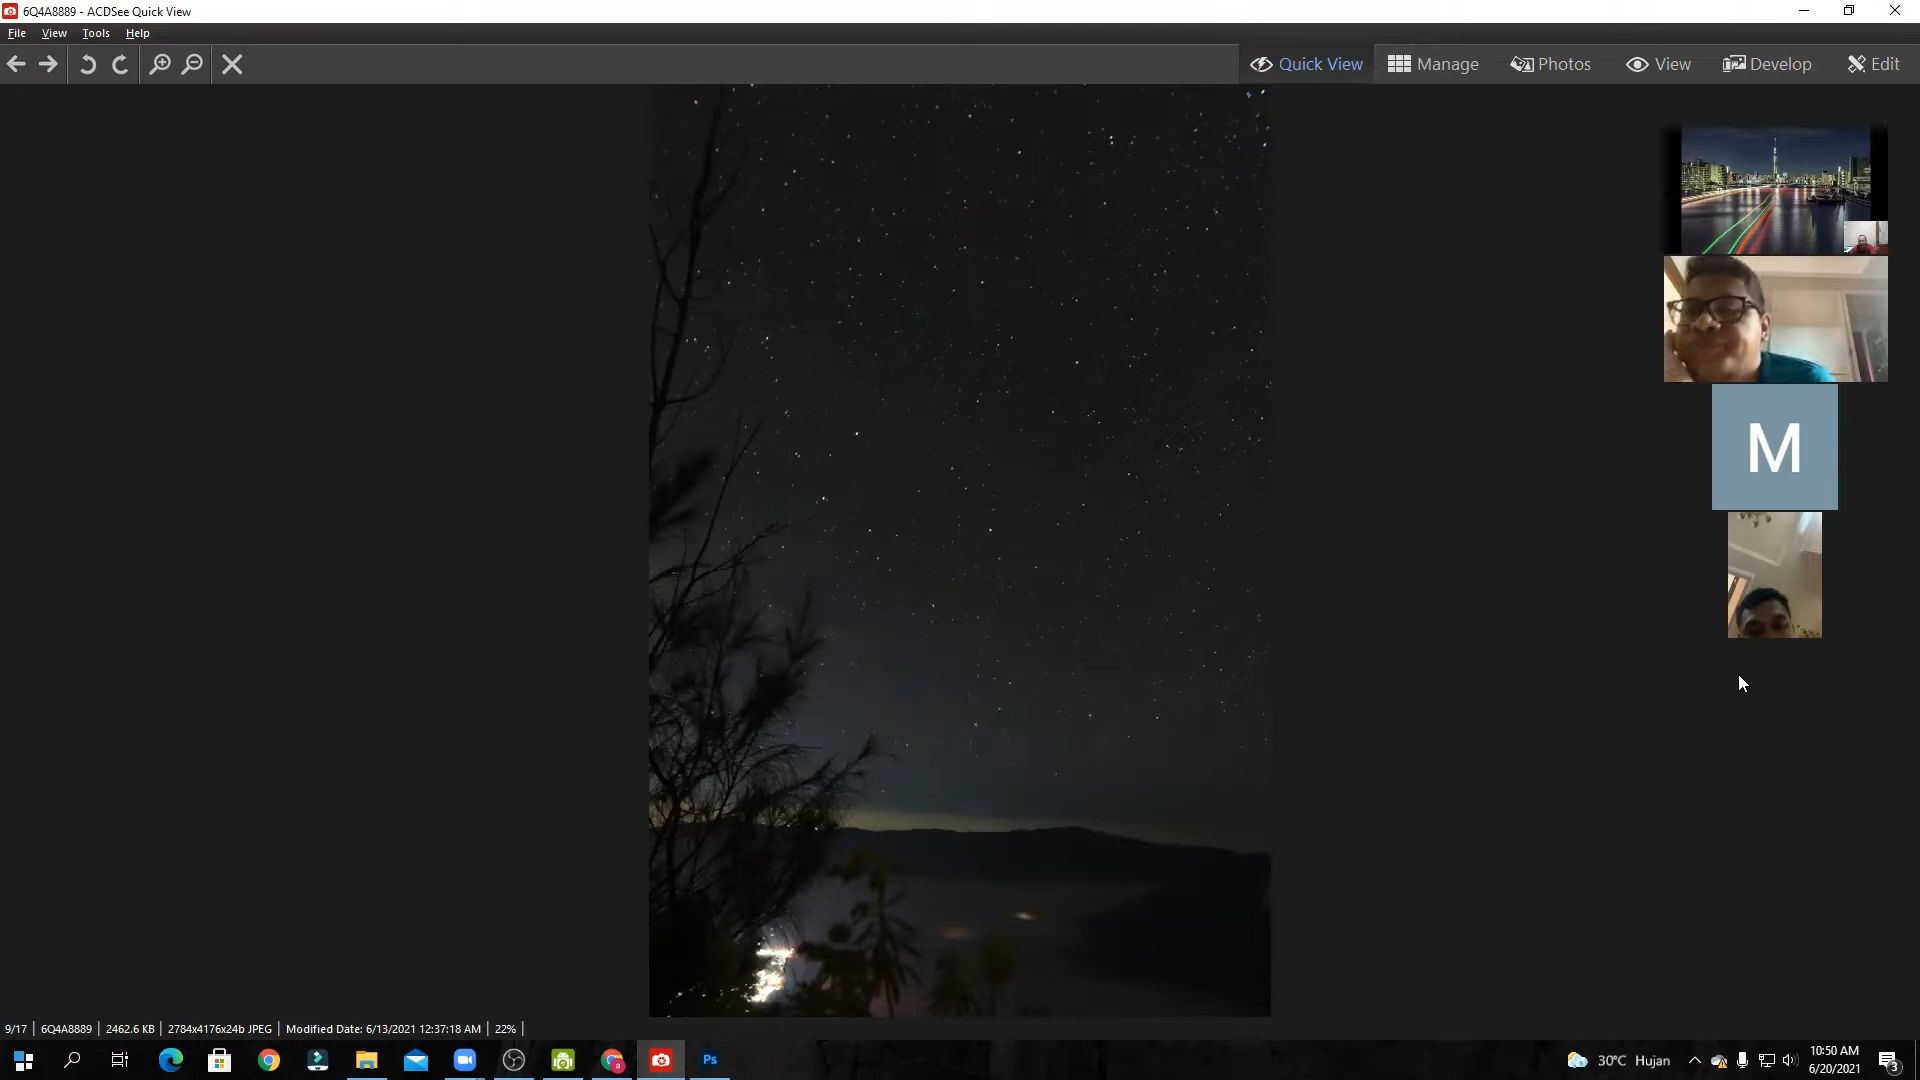 6Q4A8889 - ACDSee Quick View
File View Tools Help
Quick View Manage Photos View Develop Edit
M
9/17 6Q4A8889 2462.6 KB 2784x4176x24b JPEG Modified Date: 6/13/2021 12:37:18 AM 22%
Ps
30°C Hujan
10:50 AM
6/20/2021
3